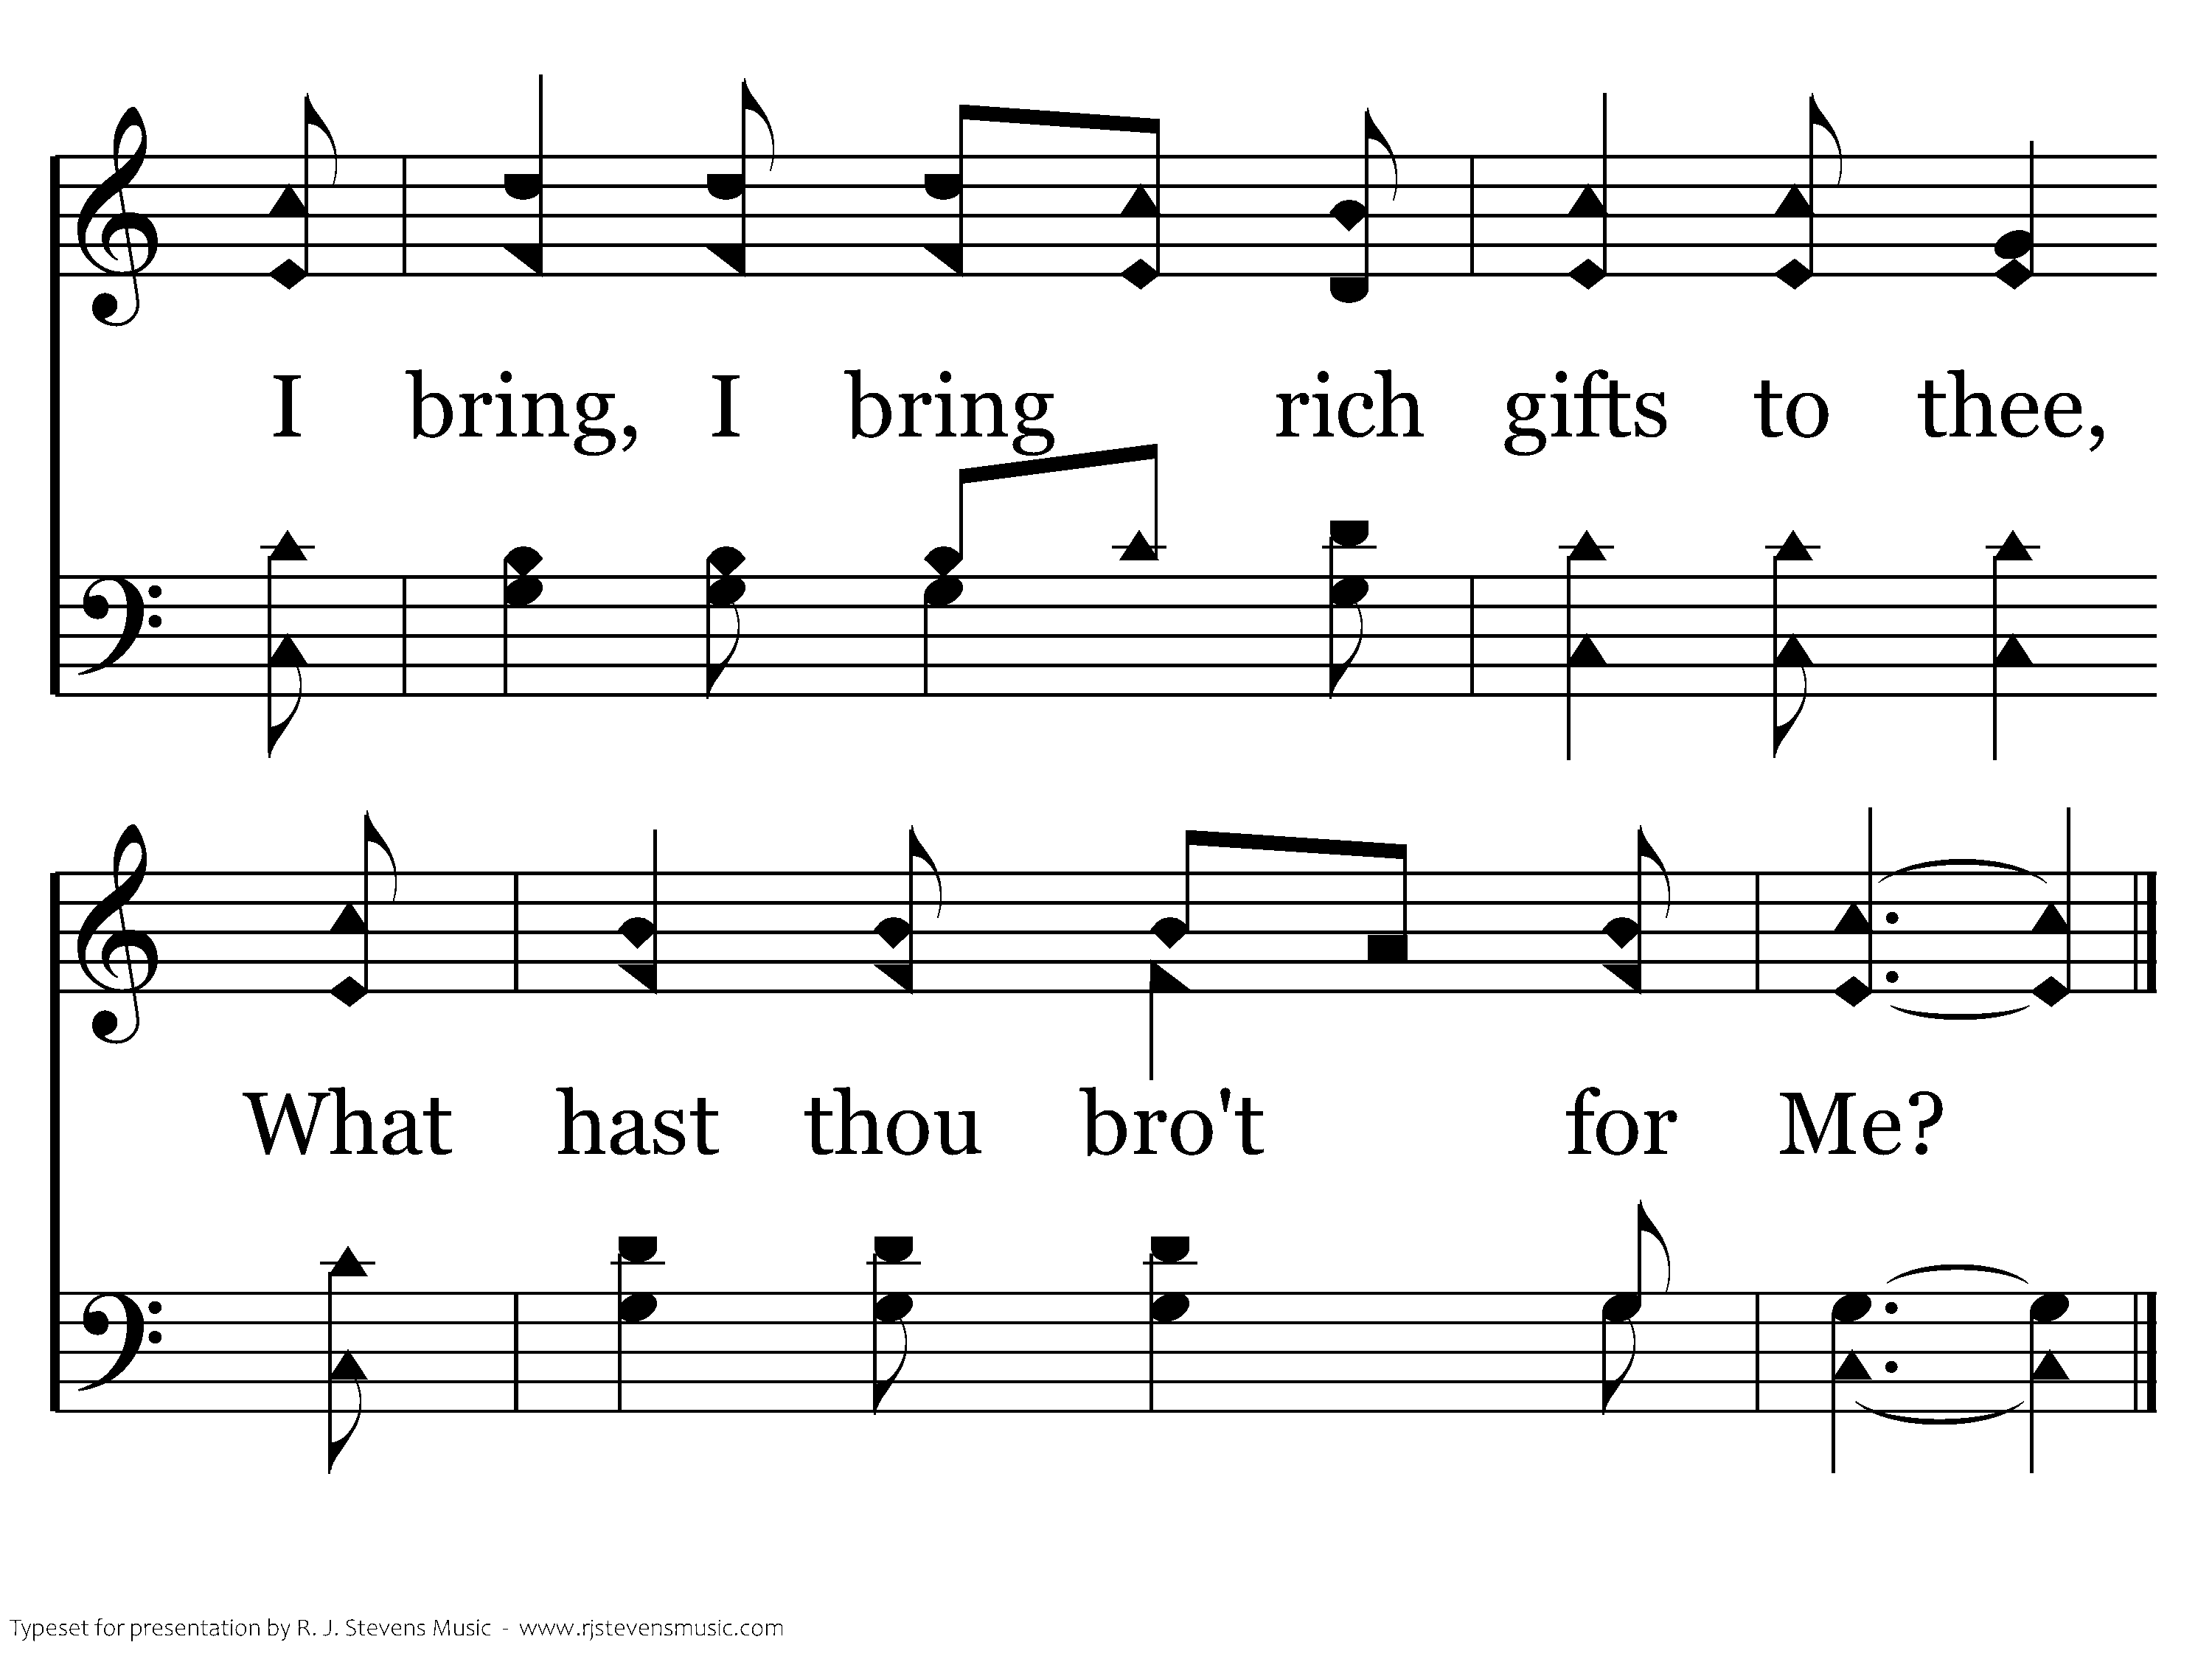 I bring, I bring rich gifts to thee,
What hast thou bro't for Me?
Typeset for presentation by R. J. Stevens Music - www.rjstevensmusic.com